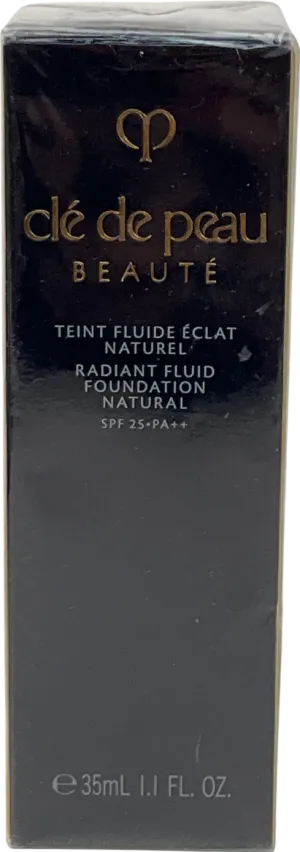 clé de peau
BEAUTÉ
TEINT FLUIDE ÉCLAT
NATUREL
RADIANT FLUID
FOUNDATION
NATURAL
SPF 25•PA++
℮35mL 1.1 FL. OZ.